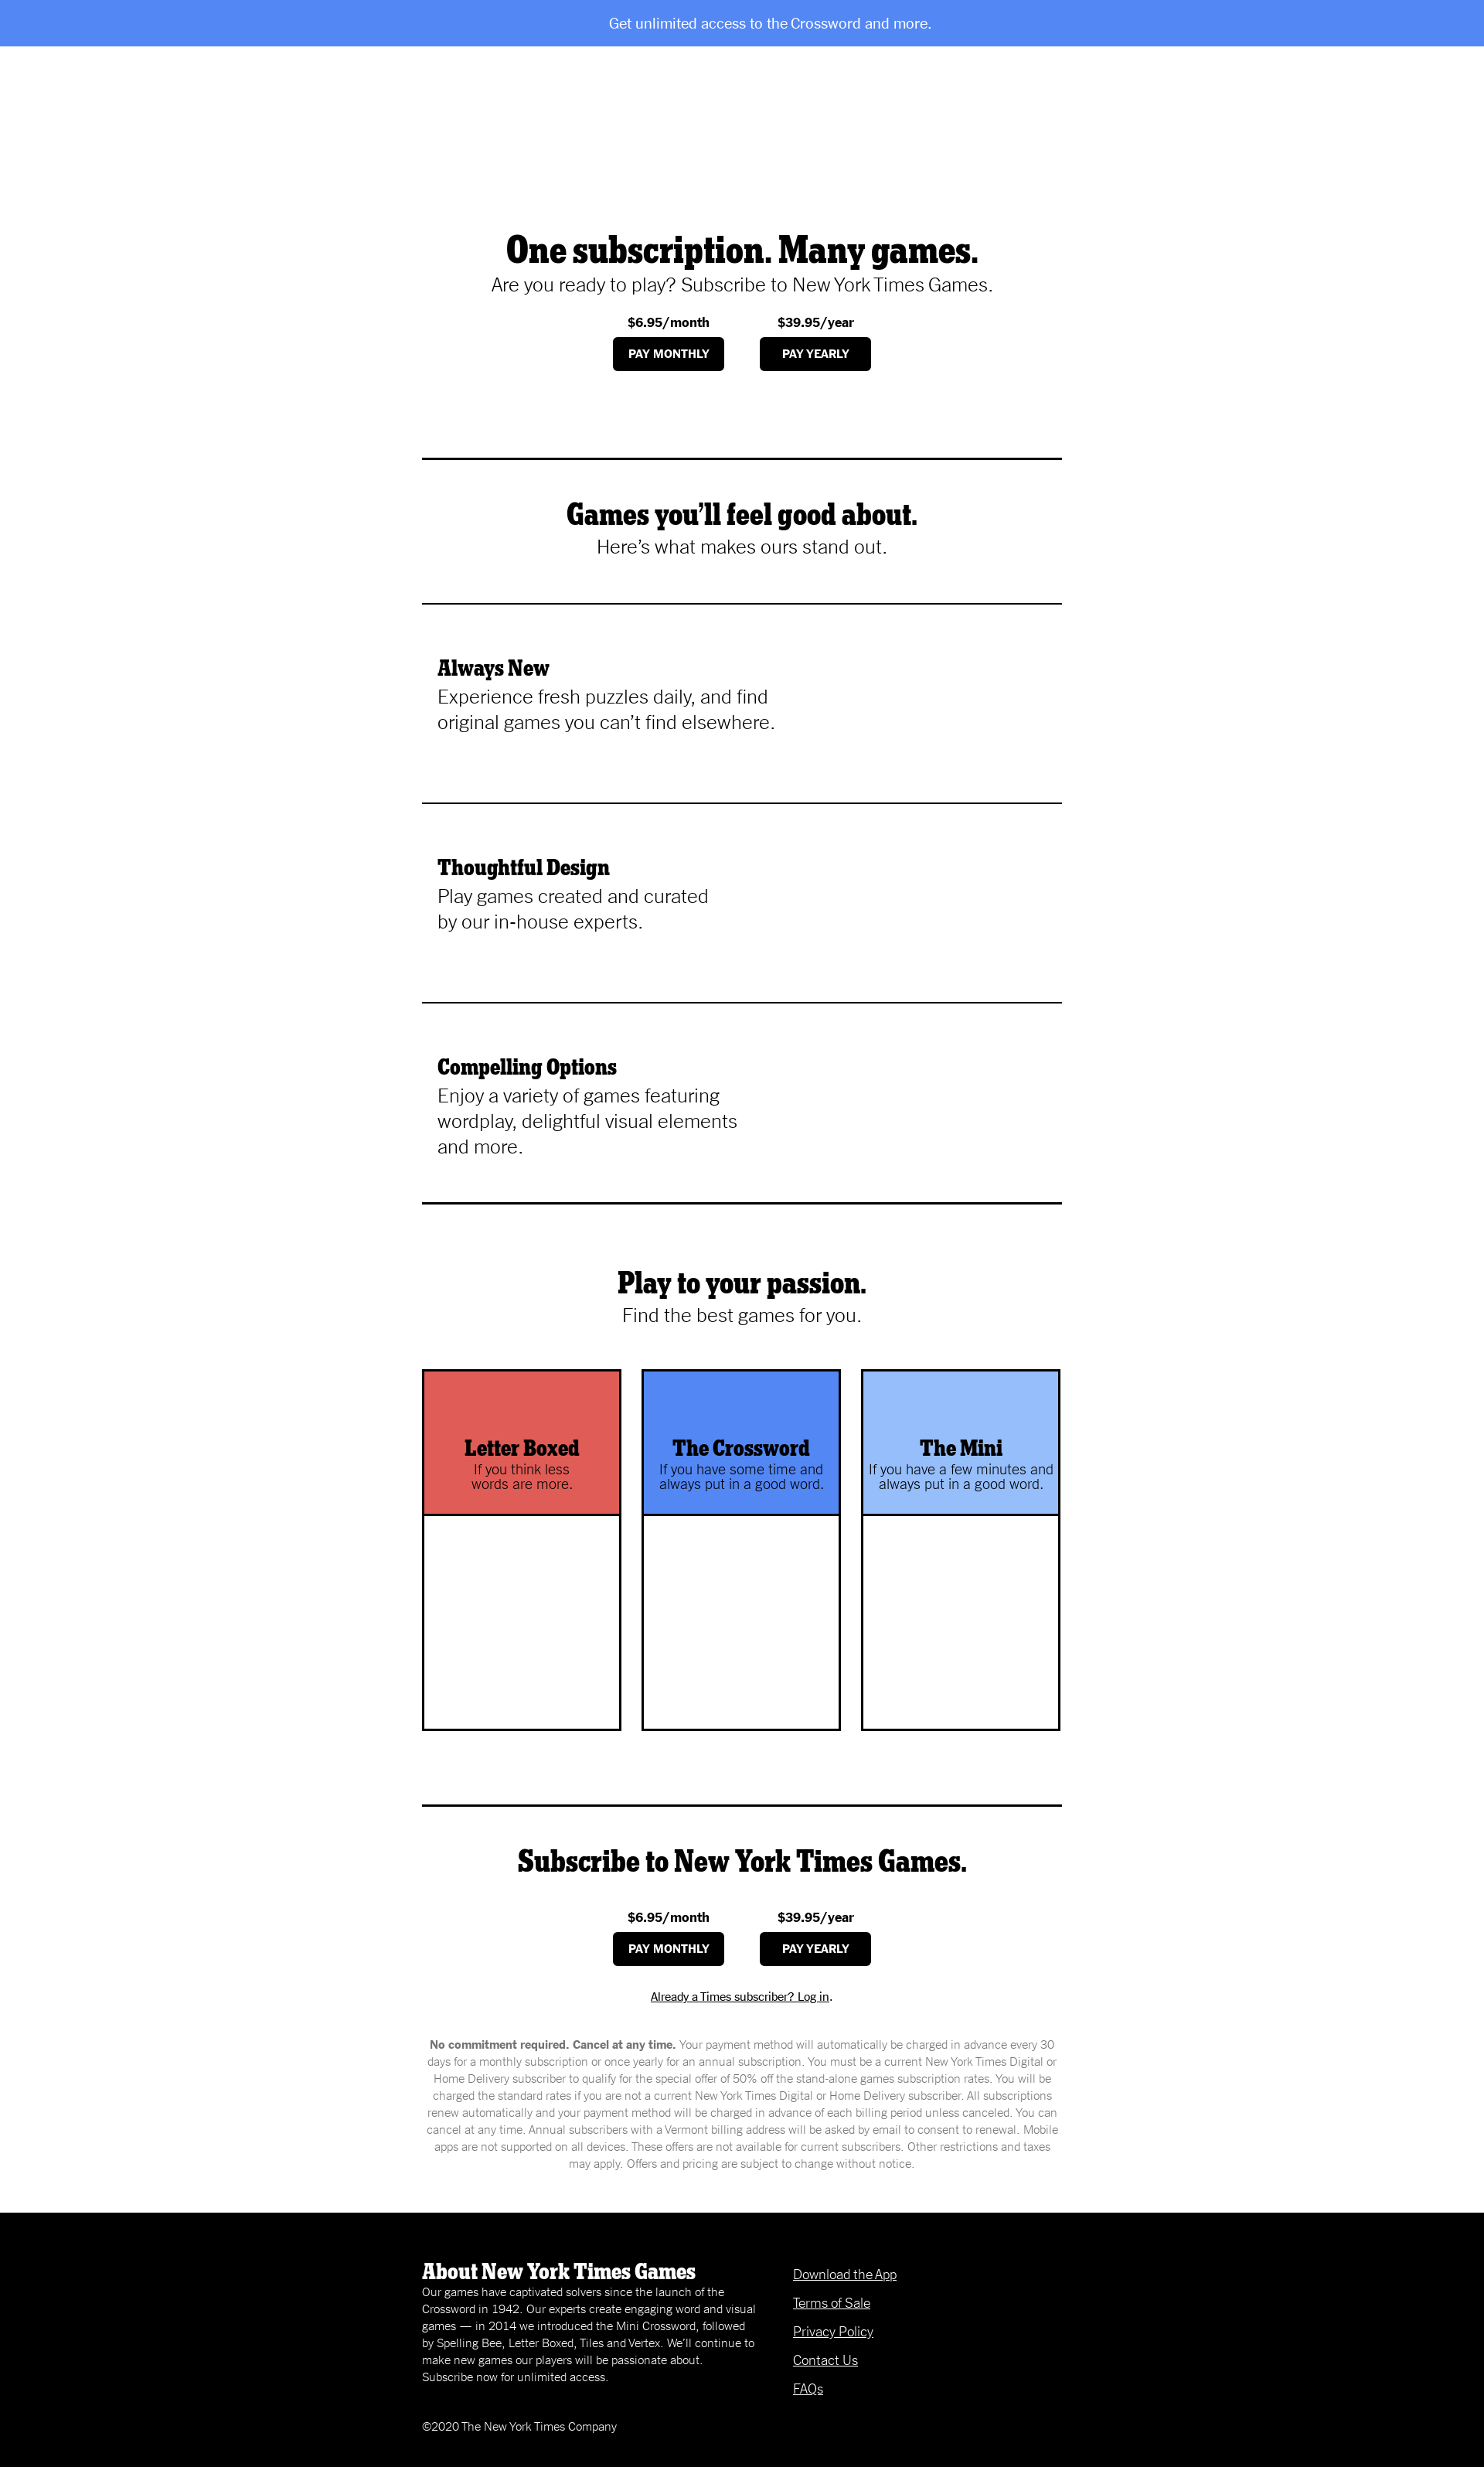 Get unlimited access to the Crossword and more.
One subscription. Many games.
Are you ready to play? Subscribe to New York Times Games.
$6.95/month
PAY MONTHLY
$39.95/year
PAY YEARLY
Games you’ll feel good about.
Here’s what makes ours stand out.
Always New
Experience fresh puzzles daily, and find
original games you can’t find elsewhere.
Thoughtful Design
Play games created and curated
by our in-house experts.
Compelling Options
Enjoy a variety of games featuring
wordplay, delightful visual elements
and more.
Play to your passion.
Find the best games for you.
Letter Boxed
If you think less
words are more.
The Crossword
If you have some time and
always put in a good word.
The Mini
If you have a few minutes and
always put in a good word.
Subscribe to New York Times Games.
$6.95/month
PAY MONTHLY
$39.95/year
PAY YEARLY
Already a Times subscriber? Log in.
No commitment required. Cancel at any time. Your payment method will automatically be charged in advance every 30
days for a monthly subscription or once yearly for an annual subscription. You must be a current New York Times Digital or
Home Delivery subscriber to qualify for the special offer of 50% off the stand-alone games subscription rates. You will be
charged the standard rates if you are not a current New York Times Digital or Home Delivery subscriber. All subscriptions
renew automatically and your payment method will be charged in advance of each billing period unless canceled. You can
cancel at any time. Annual subscribers with a Vermont billing address will be asked by email to consent to renewal. Mobile
apps are not supported on all devices. These offers are not available for current subscribers. Other restrictions and taxes
may apply. Offers and pricing are subject to change without notice.
About New York Times Games
Our games have captivated solvers since the launch of the
Crossword in 1942. Our experts create engaging word and visual
games — in 2014 we introduced the Mini Crossword, followed
by Spelling Bee, Letter Boxed, Tiles and Vertex. We’ll continue to
make new games our players will be passionate about.
Subscribe now for unlimited access.
Download the App
Terms of Sale
Privacy Policy
Contact Us
FAQs
©2020 The New York Times Company